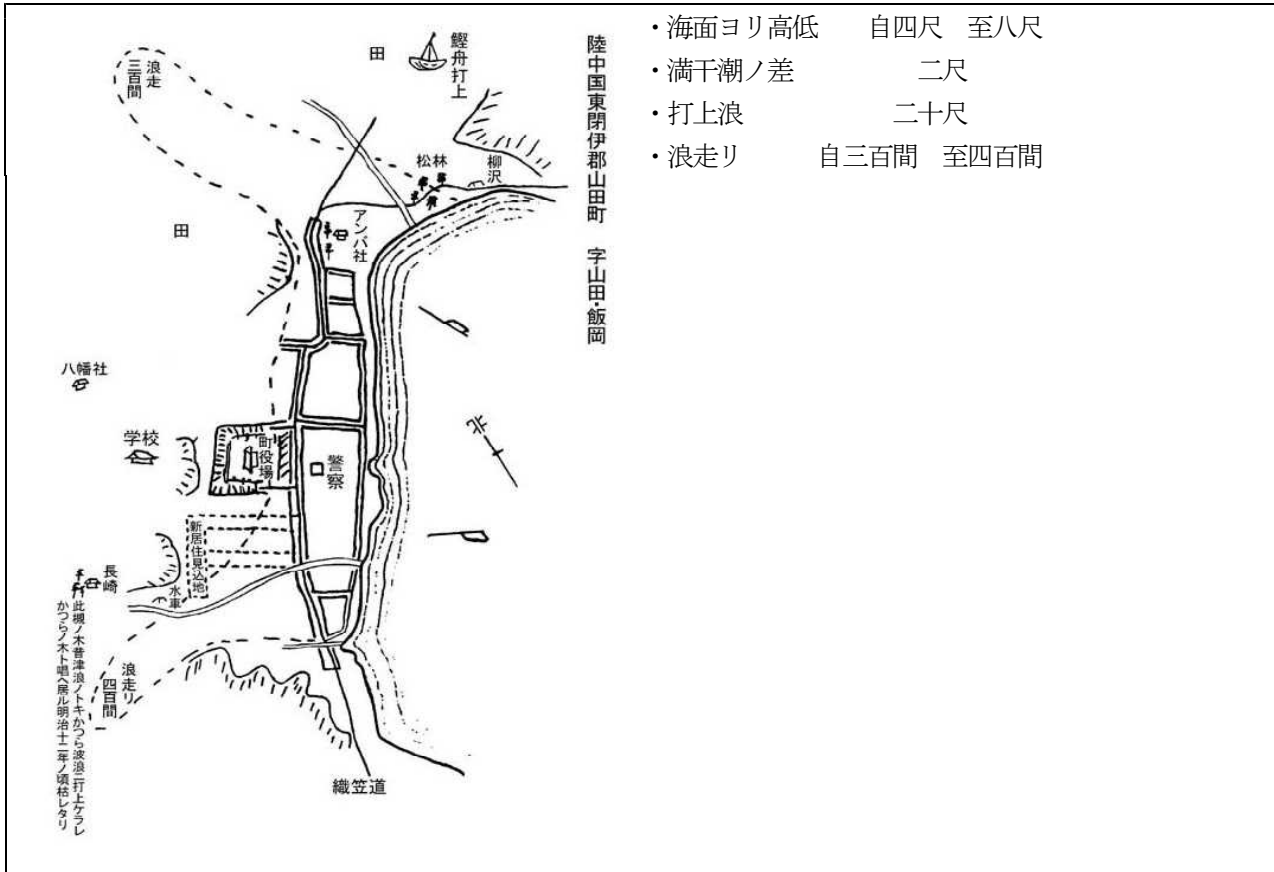 ・海面ヨリ高低　自四尺　至八尺
・満干潮ノ差　二尺
・打上浪　二十尺
・浪走リ　自三百間　至四百間
陸中国東閉伊郡山田町　字山田・飯岡
鰹舟打上
田
浪走
三百間
松林
柳沢
アンバ社
田
八幡社
学校
町役場
警察
北
新居住見込地
長崎
水車
此槻ノ木昔津浪ノトキかつら波浪ニ打上ケラレ
かつらノ木ト唱ヘ居ル明治十二年ノ頃枯レタリ
浪走リ
四百間
織笠道